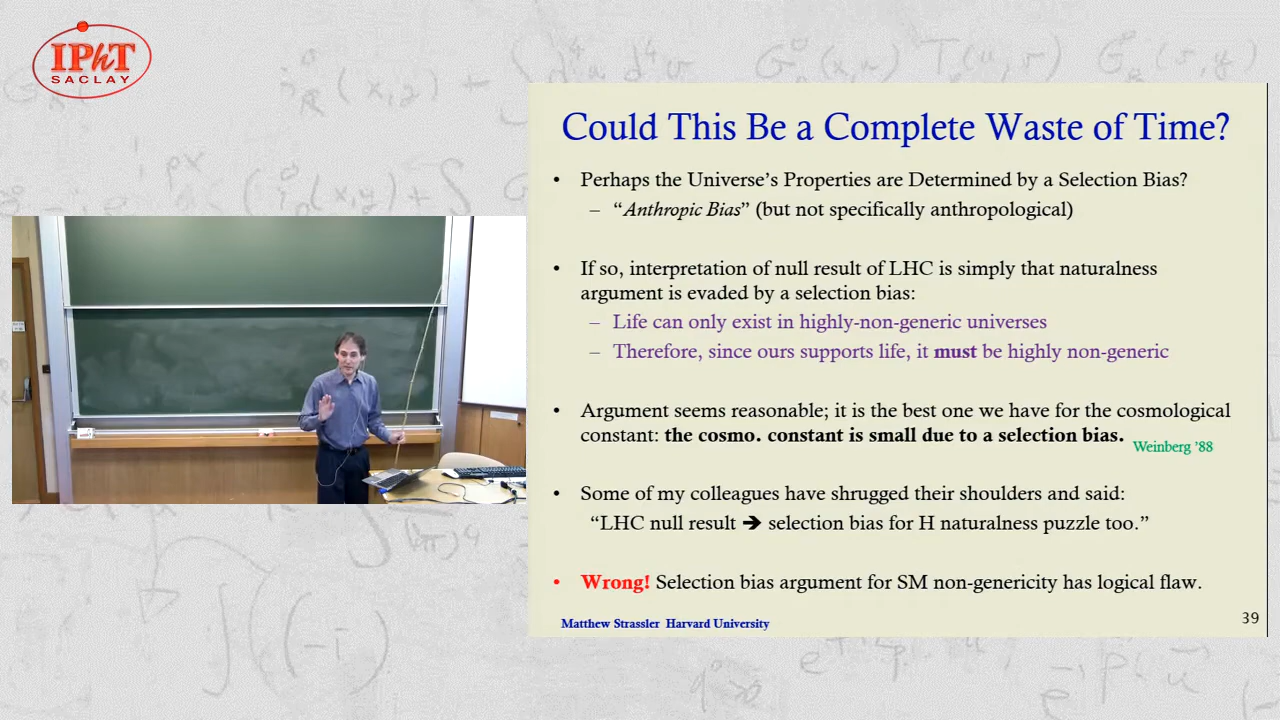 IPhT
SACLAY
Could This Be a Complete Waste of Time?
• Perhaps the Universe's Properties are Determined by a Selection Bias?
– "Anthropic Bias" (but not specifically anthropological)
• If so, interpretation of null result of LHC is simply that naturalness
argument is evaded by a selection bias:
– Life can only exist in highly-non-generic universes
– Therefore, since ours supports life, it must be highly non-generic
• Argument seems reasonable; it is the best one we have for the cosmological
constant: the cosmo. constant is small due to a selection bias.
Weinberg '88
• Some of my colleagues have shrugged their shoulders and said:
"LHC null result ➔ selection bias for H naturalness puzzle too."
• Wrong! Selection bias argument for SM non-genericity has logical flaw.
Matthew Strassler Harvard University
39